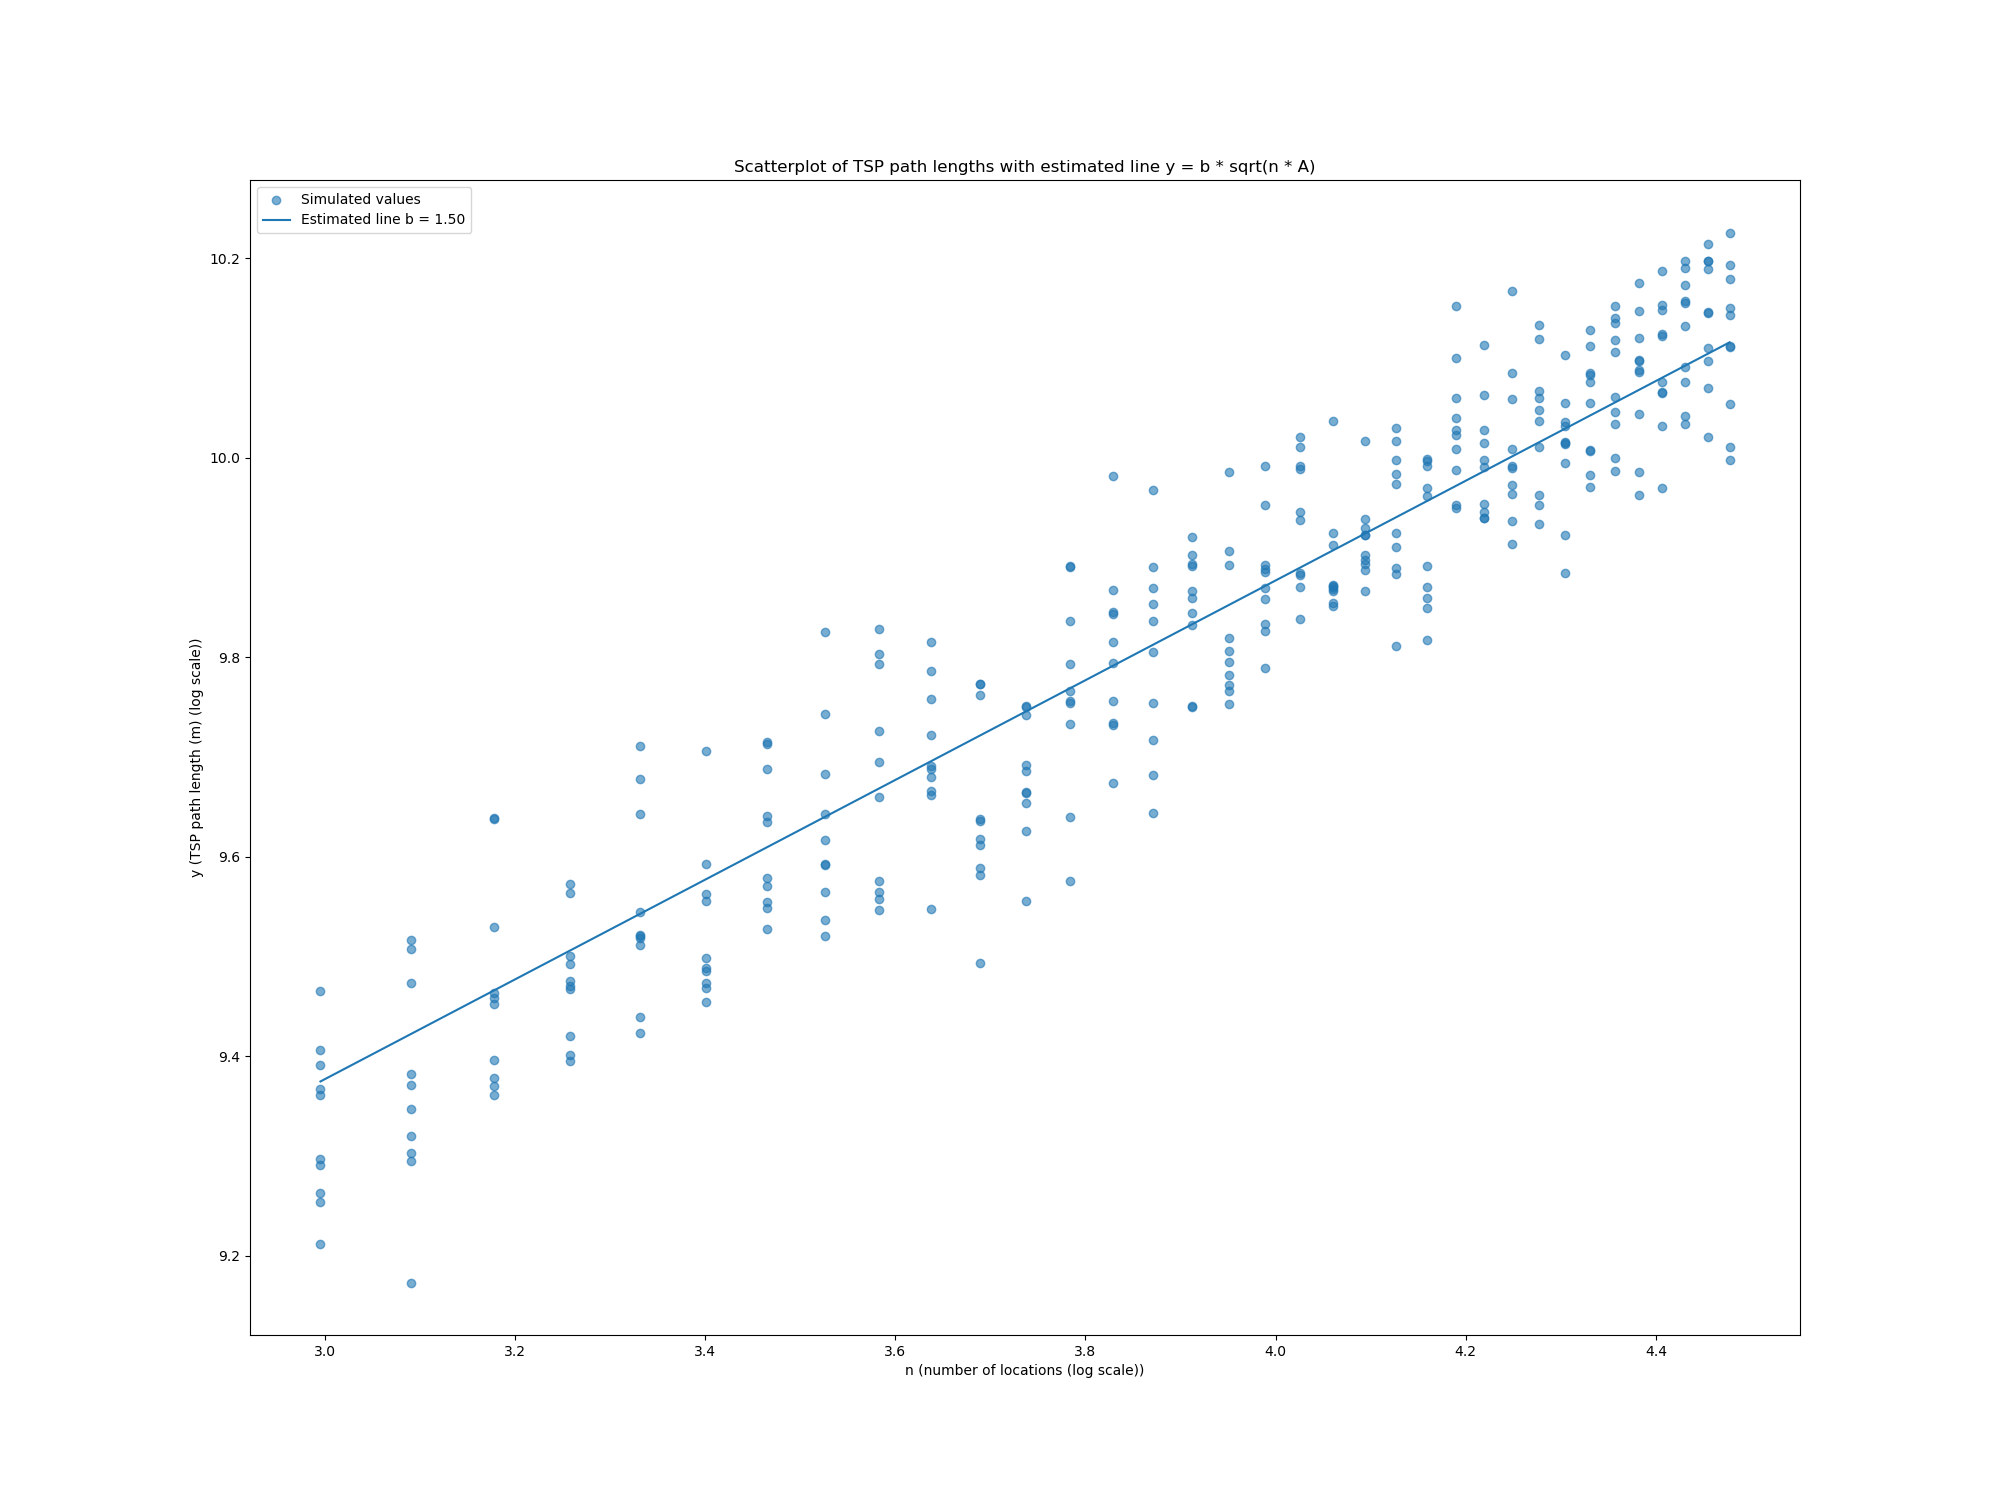 Scatterplot of TSP path lengths with estimated line y = b * sqrt(n * A)
Simulated values
Estimated line b = 1.50
10.2
10.0
9.8
9.6
9.4
9.2
y (TSP path length (m) (log scale))
3.0 3.2 3.4 3.6 3.8 4.0 4.2 4.4
n (number of locations (log scale))